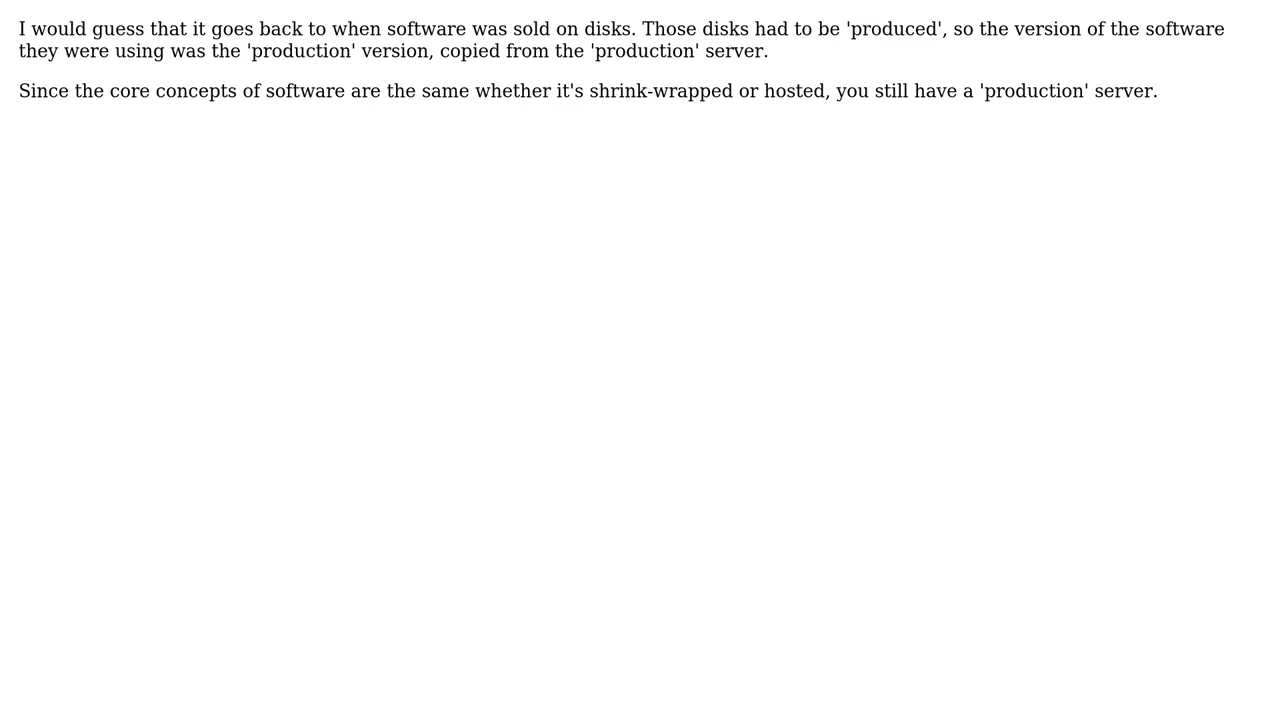 I would guess that it goes back to when software was sold on disks. Those disks had to be 'produced', so the version of the software
they were using was the 'production' version, copied from the 'production' server.
Since the core concepts of software are the same whether it's shrink-wrapped or hosted, you still have a 'production' server.